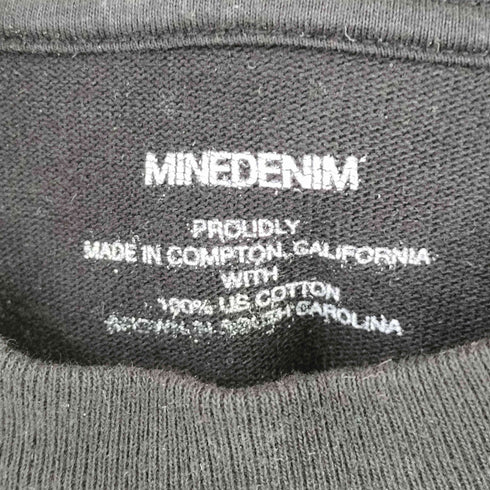 MINEDENIM
PROUDLY
MADE IN COMPTON, CALIFORNIA
WITH
100% US COTTON
CAROLINA